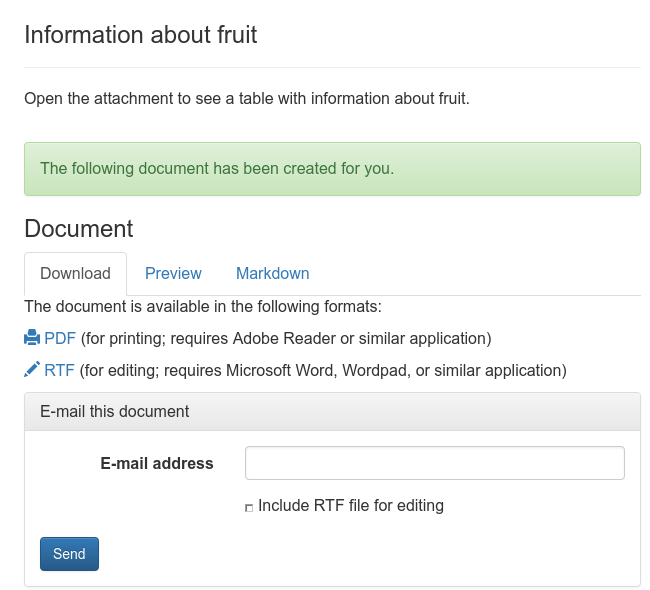 Information about fruit
Open the attachment to see a table with information about fruit.
The following document has been created for you.
Document
Download Preview Markdown
The document is available in the following formats:
PDF (for printing; requires Adobe Reader or similar application)
RTF (for editing; requires Microsoft Word, Wordpad, or similar application)
E-mail this document
E-mail address
Include RTF file for editing
Send